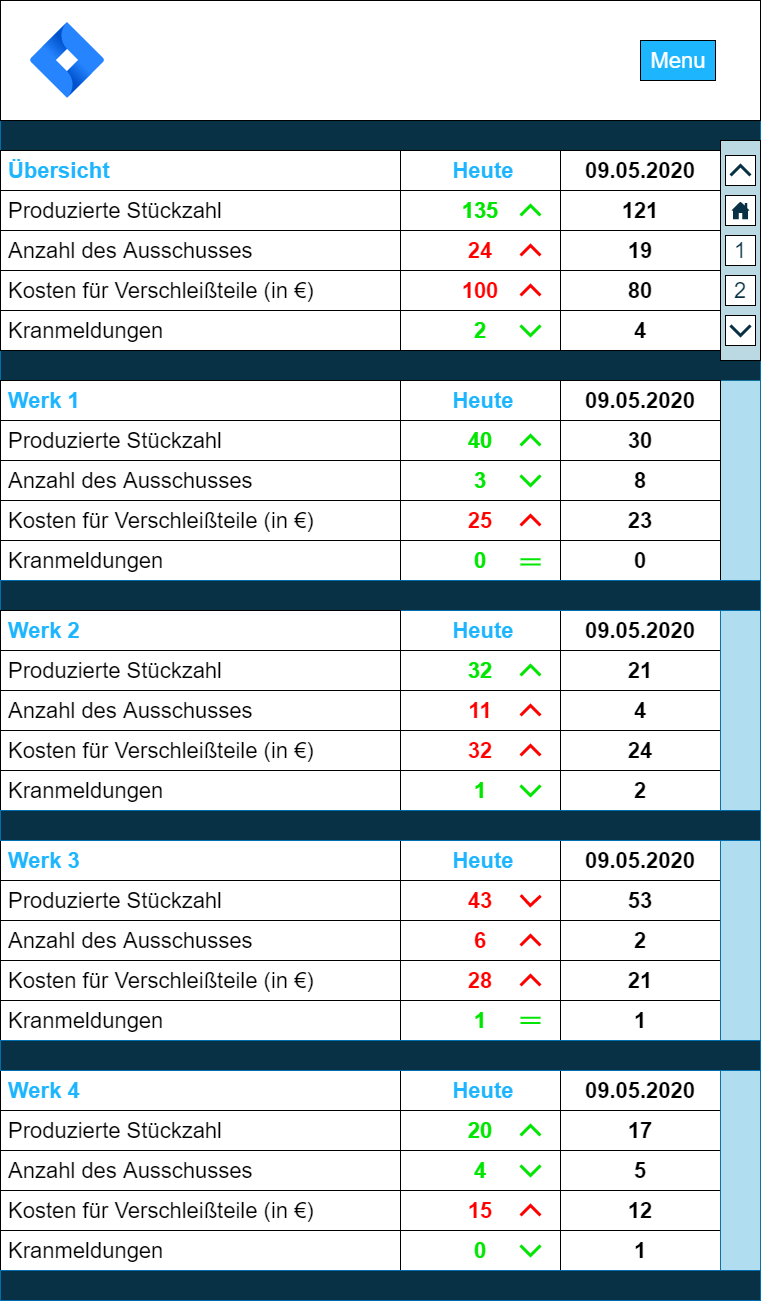 Menu
Übersicht Heute 09.05.2020
Produzierte Stückzahl 135 121
Anzahl des Ausschusses 24 19
Kosten für Verschleißteile (in €) 100 80
Kranmeldungen 2 4
1
2
Werk 1 Heute 09.05.2020
Produzierte Stückzahl 40 30
Anzahl des Ausschusses 3 8
Kosten für Verschleißteile (in €) 25 23
Kranmeldungen 0 = 0
Werk 2 Heute 09.05.2020
Produzierte Stückzahl 32 21
Anzahl des Ausschusses 11 4
Kosten für Verschleißteile (in €) 32 24
Kranmeldungen 1 2
Werk 3 Heute 09.05.2020
Produzierte Stückzahl 43 53
Anzahl des Ausschusses 6 2
Kosten für Verschleißteile (in €) 28 21
Kranmeldungen 1 = 1
Werk 4 Heute 09.05.2020
Produzierte Stückzahl 20 17
Anzahl des Ausschusses 4 5
Kosten für Verschleißteile (in €) 15 12
Kranmeldungen 0 1